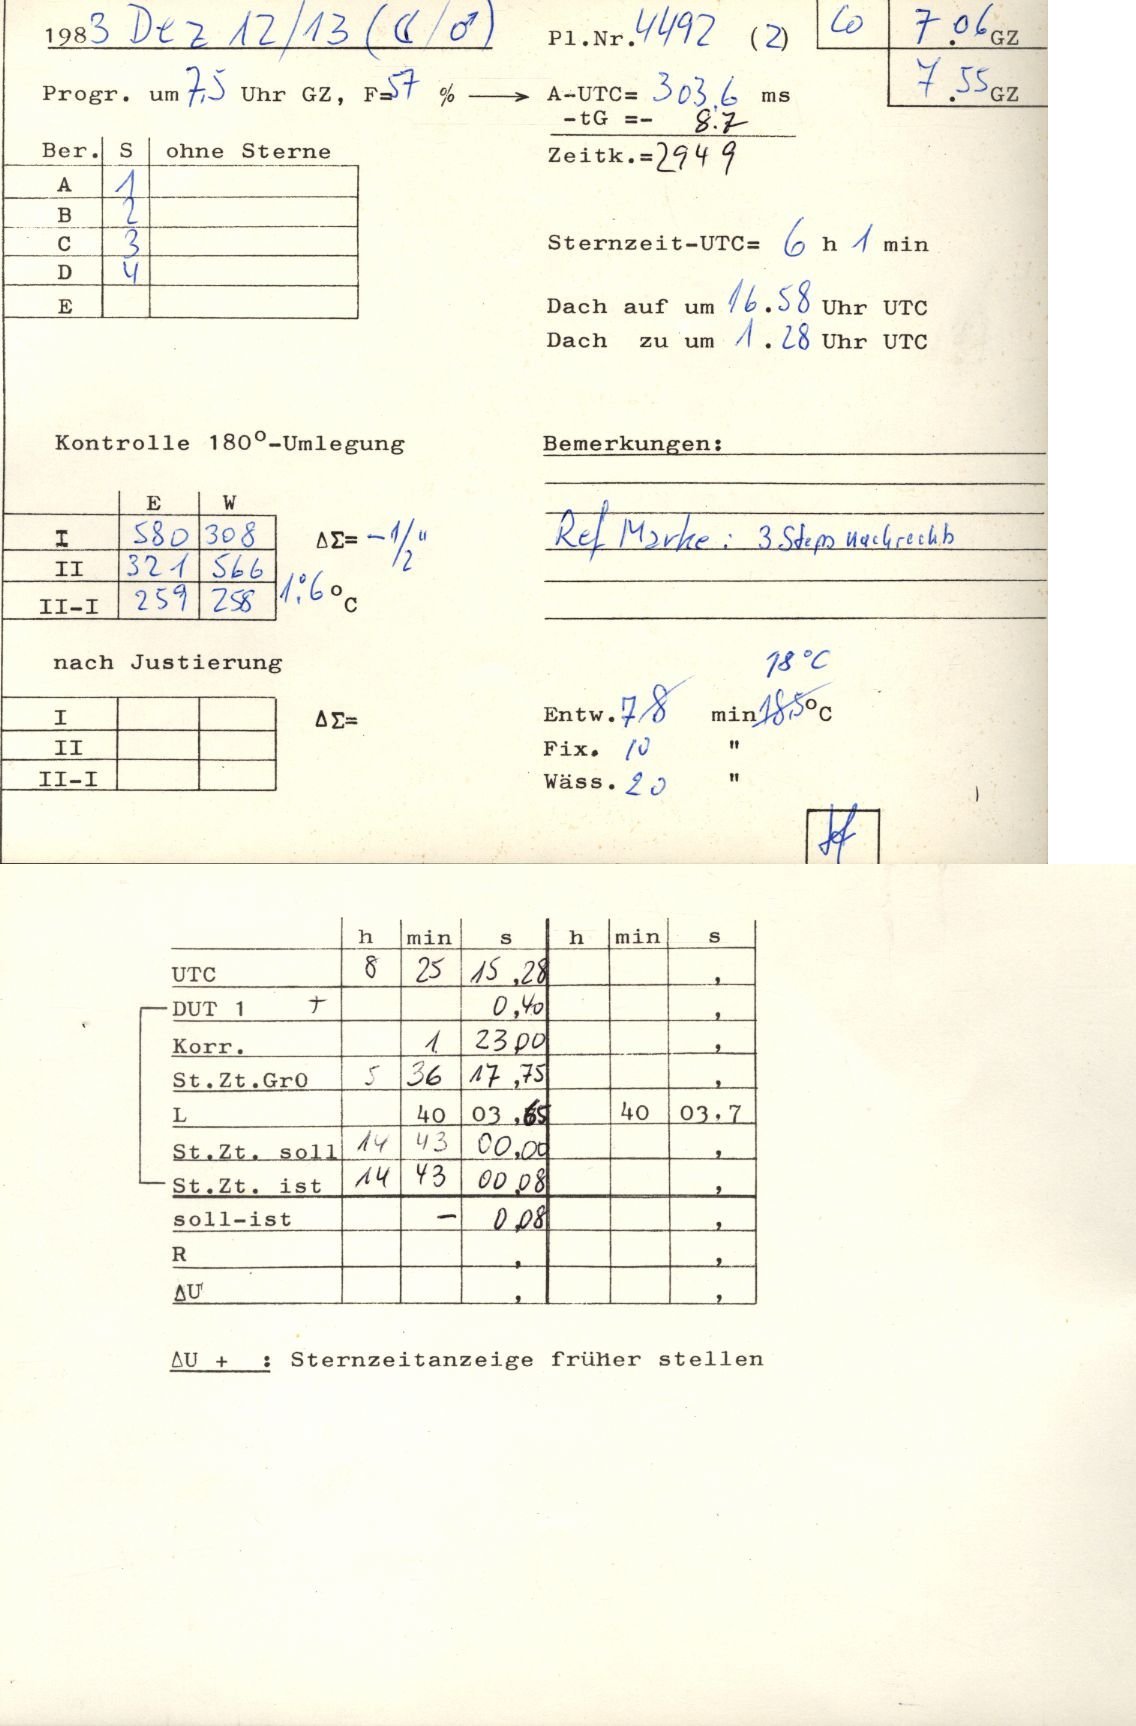 1983 Dez 12/13 (☾/♂) Pl.Nr. 4492 (2) Co 7.06 GZ
7.55 GZ
Progr. um 7,5 Uhr GZ, F=57 % → A-UTC= 303,6 ms
-tG =- 8.7
Zeitk.=2949
Ber. S ohne Sterne
A 1
B 2
C 3
D 4
E
Sternzeit-UTC= 6 h 1 min
Dach auf um 16.58 Uhr UTC
Dach zu um 1.28 Uhr UTC
Kontrolle 180°-Umlegung
E W
I 580 308 ΔΣ= -1/2"
II 321 566
II-I 259 258 1°.6 °C
Bemerkungen:
Ref Marke: 3 Steps nach rechts
nach Justierung
I ΔΣ=
II
II-I
18°C
Entw. 7 8 min 18,5 °C
Fix. 10 "
Wäss. 20 "
h min s h min s
UTC 8 25 15,28 ,
DUT 1 + 0,40 ,
Korr. 1 23,00 ,
St.Zt.Gr0 5 36 17,75 ,
L 40 03,65 40 03.7
St.Zt. soll 14 43 00,00 ,
St.Zt. ist 14 43 00,08 ,
soll-ist - 0,08 ,
R , ,
ΔU , ,
ΔU + : Sternzeitanzeige früher stellen